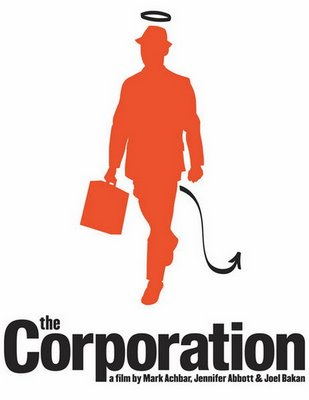 the
Corporation
a film by Mark Achbar, Jennifer Abbott & Joel Bakan